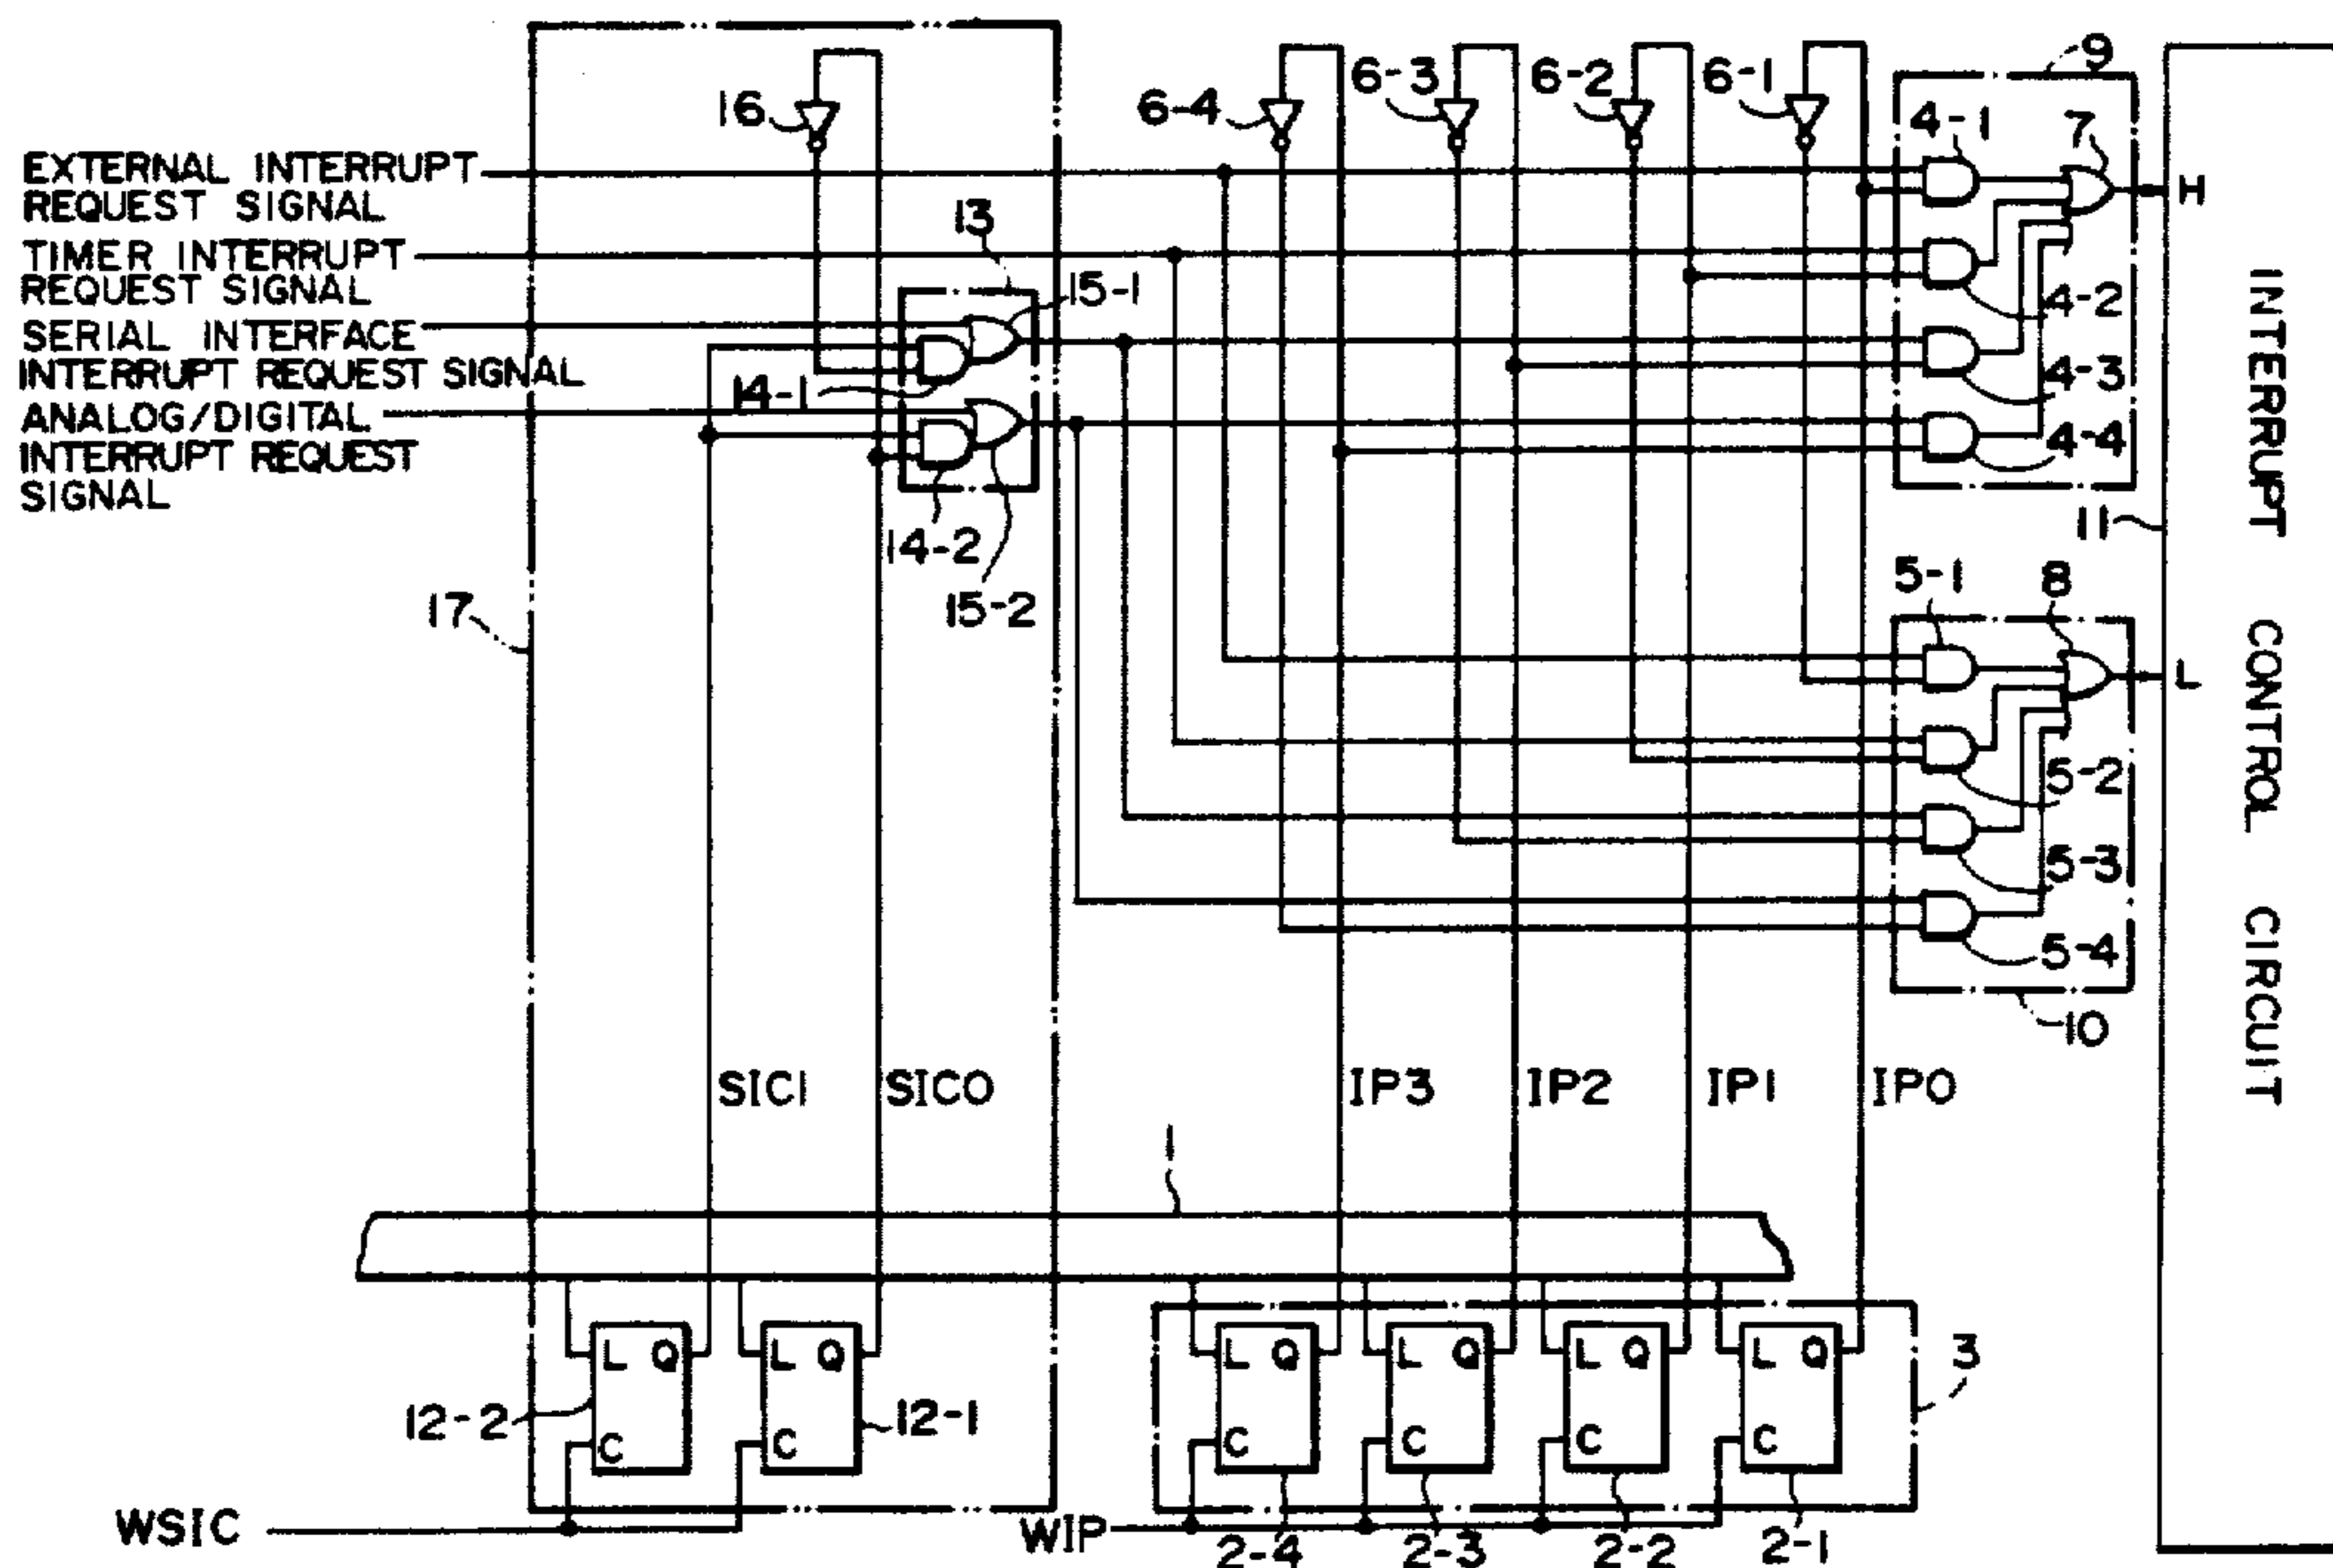 9
16
6-4
6-3
6-2
6-1
4-1
7
EXTERNAL INTERRUPT
REQUEST SIGNAL
H
13
TIMER INTERRUPT
REQUEST SIGNAL
15-1
4-2
SERIAL INTERFACE
INTERRUPT REQUEST SIGNAL
14-1
4-3
ANALOG/DIGITAL
INTERRUPT REQUEST
SIGNAL
4-4
11
14-2
15-2
17
5-1
8
L
5-2
5-3
5-4
10
INTERRUPT CONTROL CIRCUIT
SIC1
SIC0
IP3
IP2
IP1
IP0
1
L Q
L Q
L Q
L Q
L Q
L Q
3
12-2
C
C
12-1
C
C
C
C
WSIC
WIP
2-4
2-3
2-2
2-1